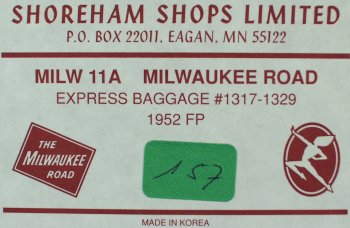 SHOREHAM SHOPS LIMITED
P.O. BOX 22011, EAGAN, MN 55122
MILW 11A MILWAUKEE ROAD
EXPRESS BAGGAGE #1317-1329
1952 FP
THE
MILWAUKEE
ROAD
157
MADE IN KOREA